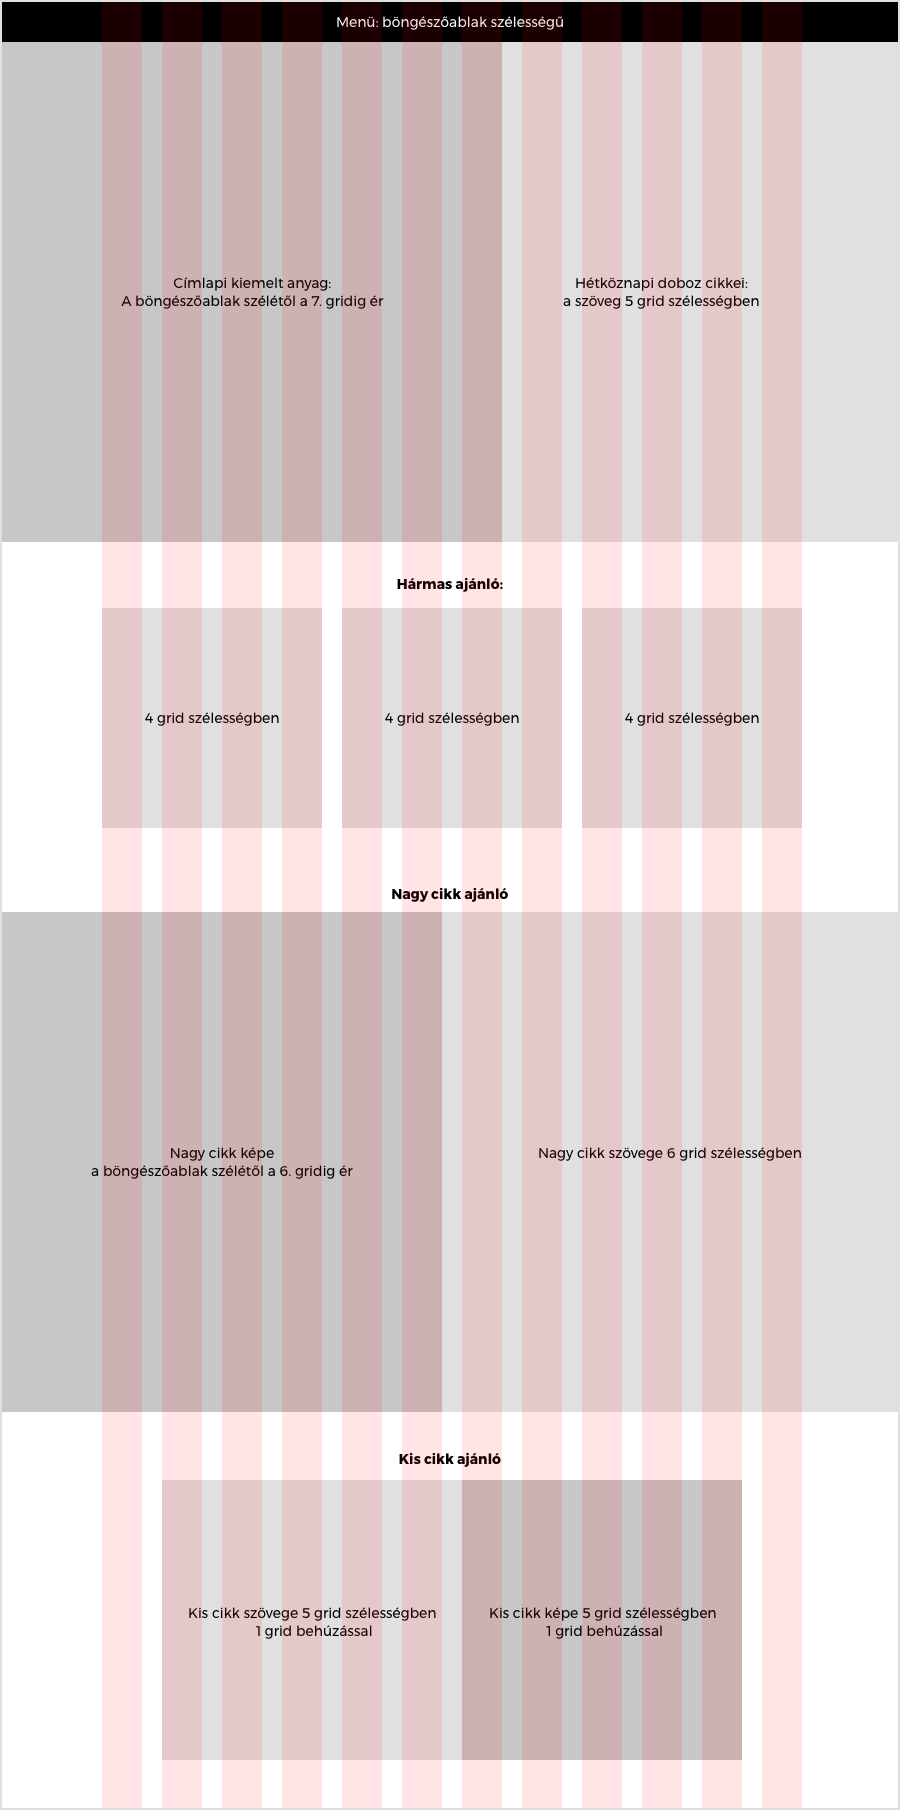 Menü: böngészőablak szélességű
Címlapi kiemelt anyag:
A böngészőablak szélétől a 7. gridig ér
Hétköznapi doboz cikkei:
a szöveg 5 grid szélességben
Hármas ajánló:
4 grid szélességben
4 grid szélességben
4 grid szélességben
Nagy cikk ajánló
Nagy cikk képe
a böngészőablak szélétől a 6. gridig ér
Nagy cikk szövege 6 grid szélességben
Kis cikk ajánló
Kis cikk szövege 5 grid szélességben
1 grid behúzással
Kis cikk képe 5 grid szélességben
1 grid behúzással